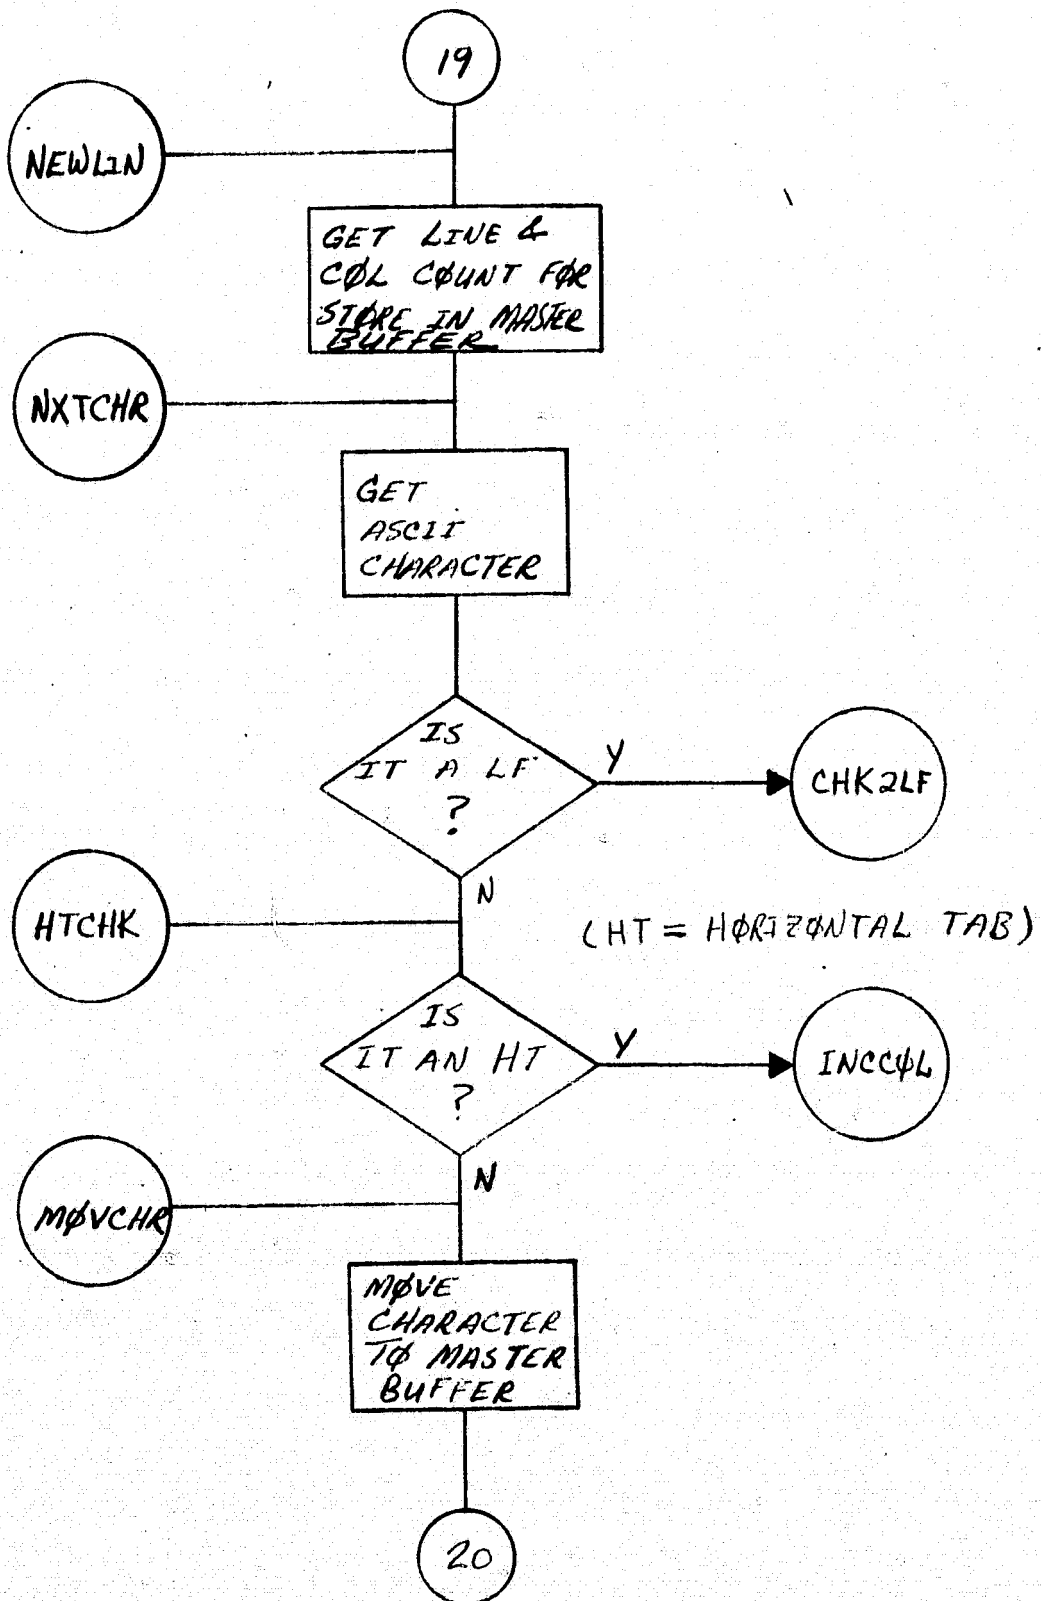 19
NEWLIN
GET LINE &
CØL CØUNT FØR
STØRE IN MASTER
BUFFER
NXTCHR
GET
ASCII
CHARACTER
IS
IT A LF
?
Y
CHK2LF
N
HTCHK
(HT = HØRIZØNTAL TAB)
IS
IT AN HT
?
Y
INCCØL
N
MØVCHR
MØVE
CHARACTER
TØ MASTER
BUFFER
20